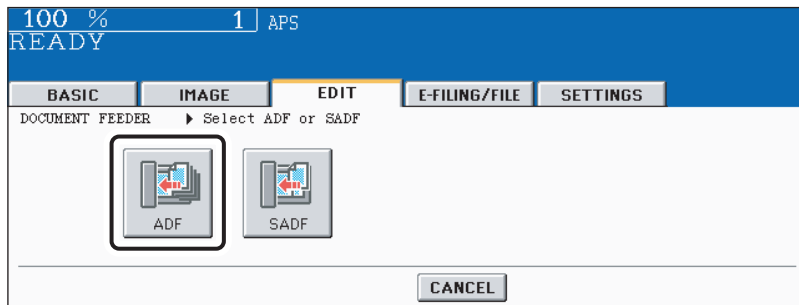 100 % 1 APS
READY
BASIC IMAGE EDIT E-FILING/FILE SETTINGS
DOCUMENT FEEDER ▶ Select ADF or SADF
ADF SADF
CANCEL